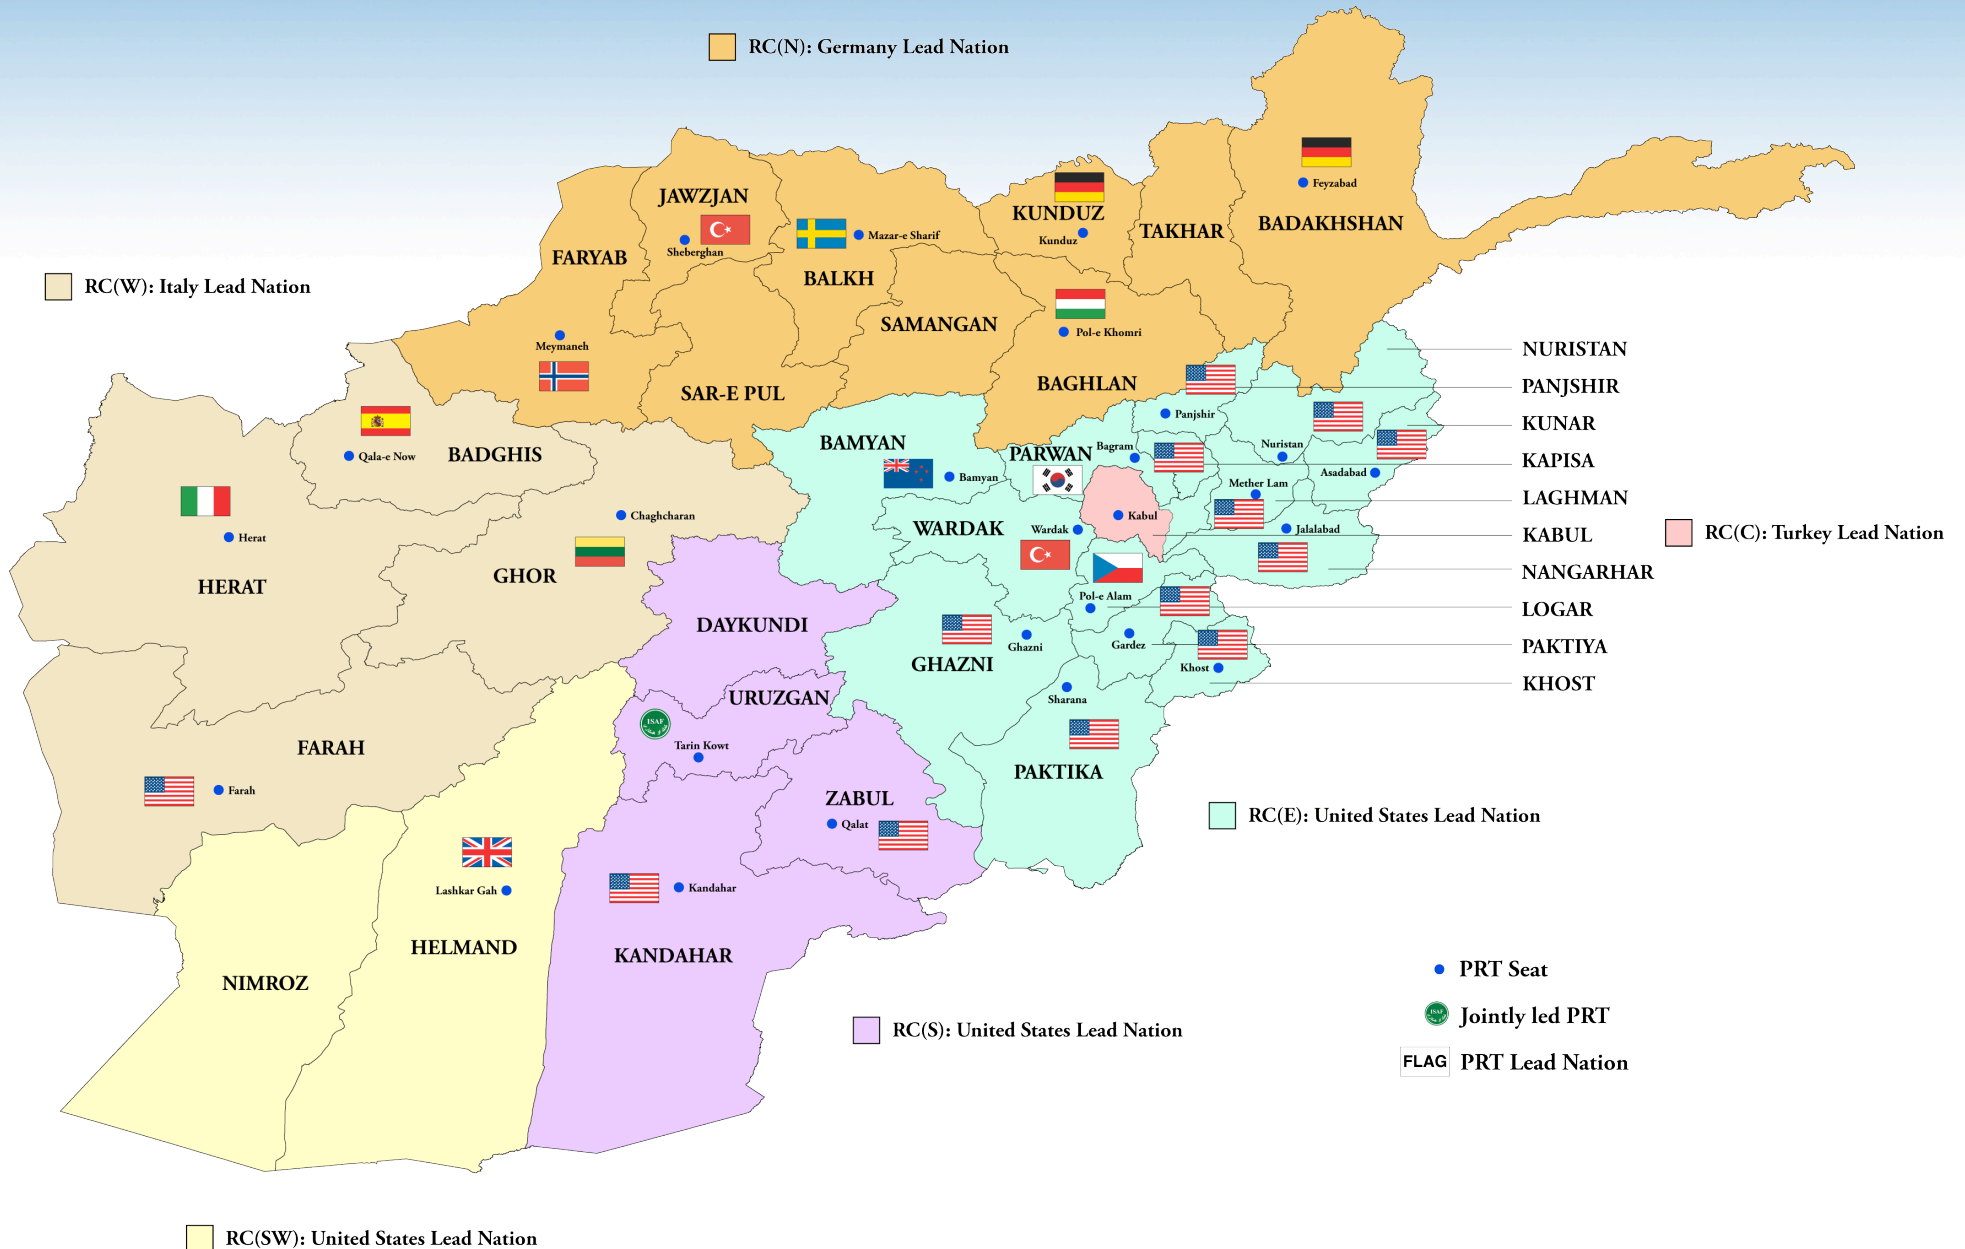 RC(N): Germany Lead Nation
Feyzabad
BADAKHSHAN
JAWZJAN
Sheberghan
KUNDUZ
Kunduz
TAKHAR
Mazar-e Sharif
BALKH
FARYAB
RC(W): Italy Lead Nation
SAMANGAN
Pol-e Khomri
Meymaneh
BAGHLAN
SAR-E PUL
NURISTAN
PANJSHIR
KUNAR
KAPISA
LAGHMAN
KABUL
NANGARHAR
LOGAR
PAKTIYA
KHOST
RC(C): Turkey Lead Nation
Panjshir
BAMYAN
Bamyan
PARWAN
Bagram
Nuristan
Asadabad
Mether Lam
Qala-e Now
BADGHIS
Chaghcharan
WARDAK
Wardak
Kabul
Jalalabad
Herat
HERAT
GHOR
Pol-e Alam
DAYKUNDI
Ghazni
GHAZNI
Gardez
Khost
Sharana
URUZGAN
ISAF
Tarin Kowt
FARAH
Farah
PAKTIKA
ZABUL
Qalat
RC(E): United States Lead Nation
Lashkar Gah
Kandahar
HELMAND
KANDAHAR
NIMROZ
PRT Seat
ISAF
Jointly led PRT
FLAG
PRT Lead Nation
RC(S): United States Lead Nation
RC(SW): United States Lead Nation